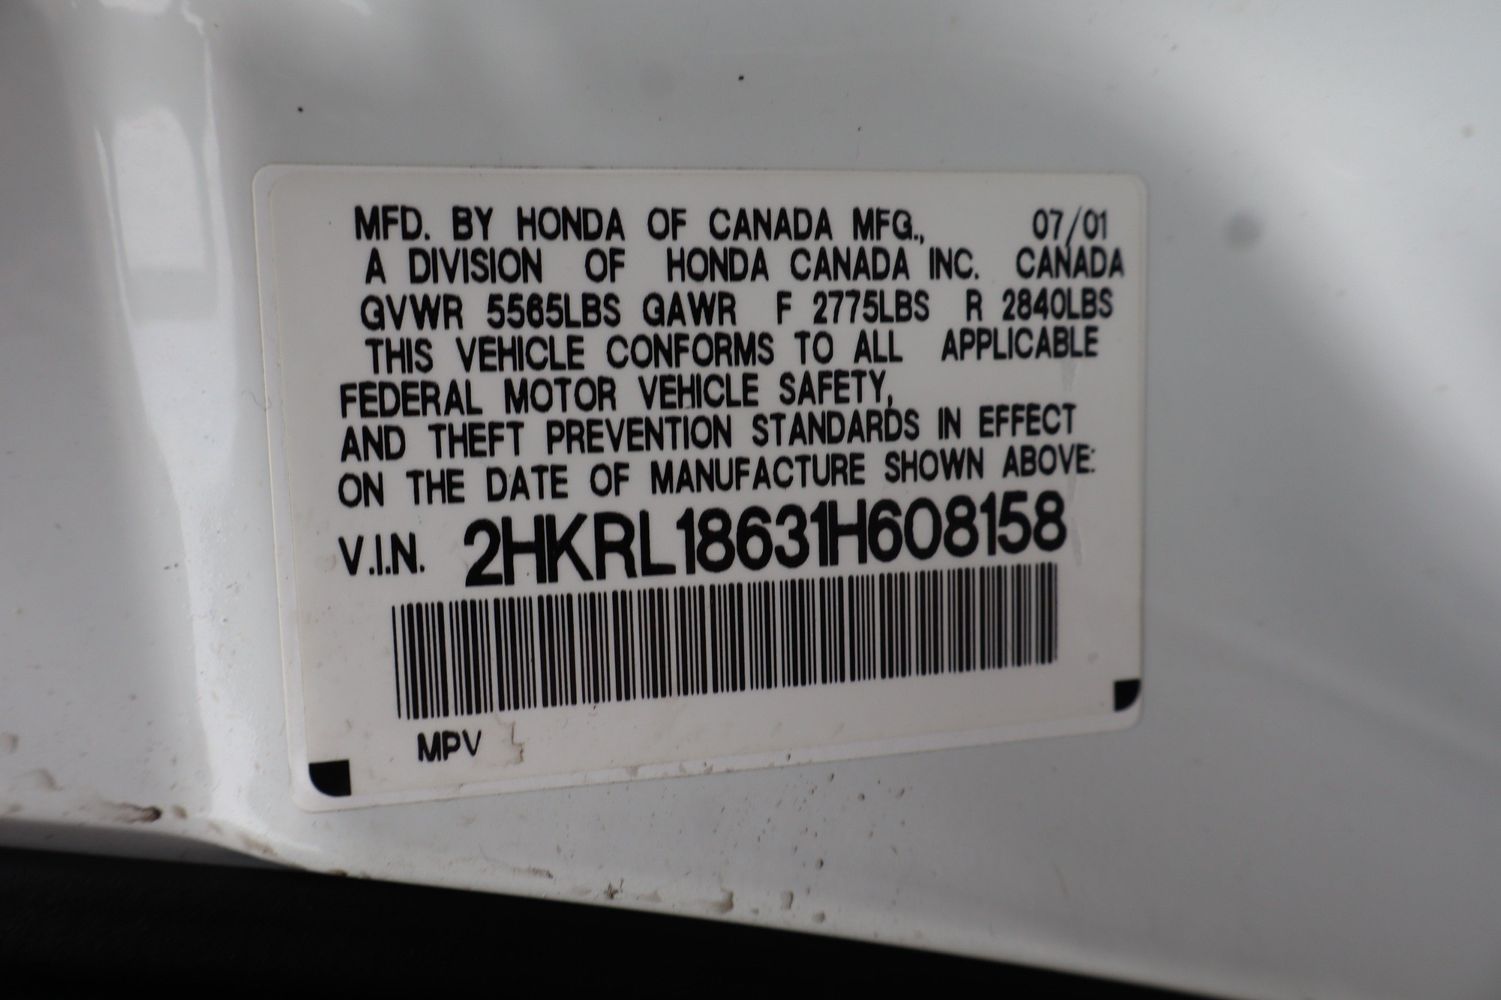 MFD. BY HONDA OF CANADA MFG., 07/01
A DIVISION OF HONDA CANADA INC. CANADA
GVWR 5565LBS GAWR F 2775LBS R 2840LBS
THIS VEHICLE CONFORMS TO ALL APPLICABLE
FEDERAL MOTOR VEHICLE SAFETY,
AND THEFT PREVENTION STANDARDS IN EFFECT
ON THE DATE OF MANUFACTURE SHOWN ABOVE:
V.I.N. 2HKRL18631H608158
MPV